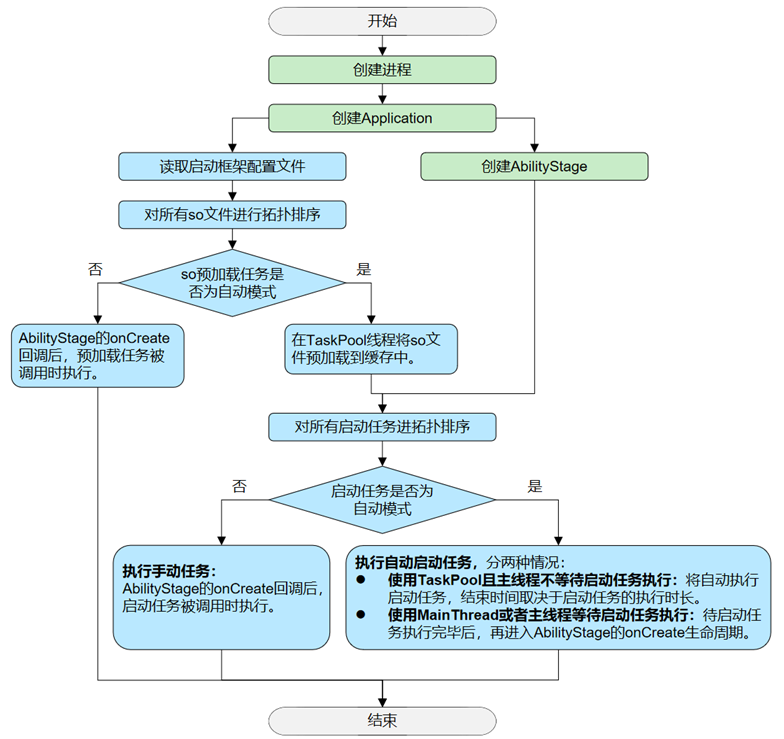 开始
创建进程
创建Application
读取启动框架配置文件
创建AbilityStage
对所有so文件进行拓扑排序
否
so预加载任务是
否为自动模式
是
AbilityStage的onCreate
回调后，预加载任务被
调用时执行。
在TaskPool线程将so文
件预加载到缓存中。
对所有启动任务进拓扑排序
否
启动任务是否为
自动模式
是
执行手动任务：
AbilityStage的onCreate回调后，
启动任务被调用时执行。
执行自动启动任务，分两种情况：
● 使用TaskPool且主线程不等待启动任务执行：将自动执行
启动任务，结束时间取决于启动任务的执行时长。
● 使用MainThread或者主线程等待启动任务执行：待启动任
务执行完毕后，再进入AbilityStage的onCreate生命周期。
结束